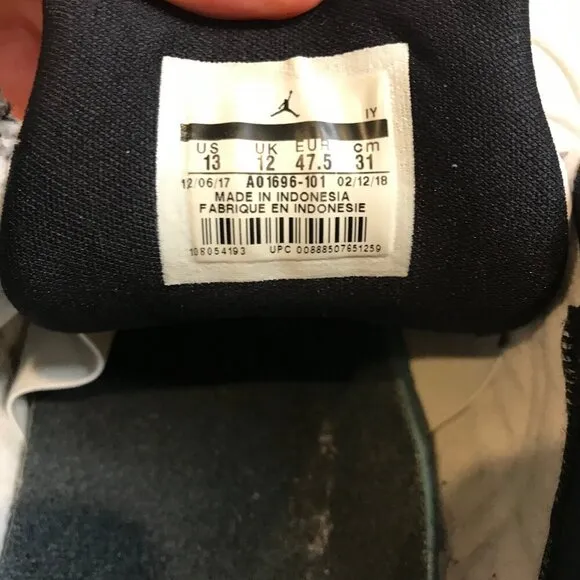 IY
US UK EUR cm
13 12 47.5 31
12/06/17 A01696-101 02/12/18
MADE IN INDONESIA
FABRIQUE EN INDONESIE
108054193 UPC 00888507651259